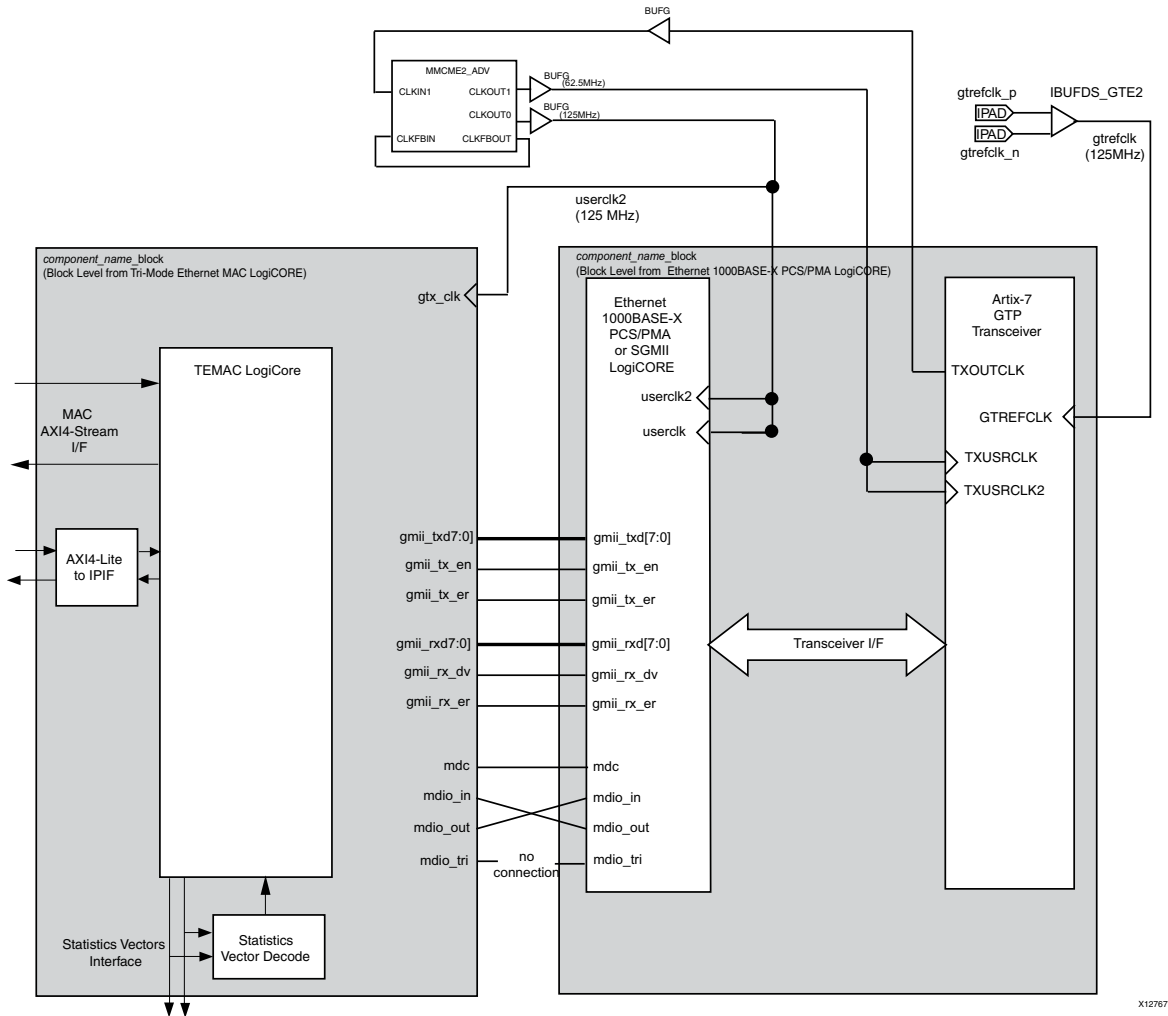 BUFG
MMCME2_ADV
CLKIN1
CLKOUT1
CLKOUT0
CLKFBIN
CLKFBOUT
BUFG
(62.5MHz)
BUFG
(125MHz)
gtrefclk_p
IPAD
IPAD
gtrefclk_n
IBUFDS_GTE2
gtrefclk
(125MHz)
userclk2
(125 MHz)
component_name_block
(Block Level from Tri-Mode Ethernet MAC LogiCORE)
gtx_clk
TEMAC LogiCore
MAC
AXI4-Stream
I/F
AXI4-Lite
to IPIF
gmii_txd7:0]
gmii_tx_en
gmii_tx_er
gmii_rxd7:0]
gmii_rx_dv
gmii_rx_er
mdc
mdio_in
mdio_out
mdio_tri
no
connection
Statistics Vectors
Interface
Statistics
Vector Decode
component_name_block
(Block Level from Ethernet 1000BASE-X PCS/PMA LogiCORE)
Ethernet
1000BASE-X
PCS/PMA
or SGMII
LogiCORE
userclk2
userclk
gmii_txd[7:0]
gmii_tx_en
gmii_tx_er
gmii_rxd[7:0]
gmii_rx_dv
gmii_rx_er
mdc
mdio_in
mdio_out
mdio_tri
Transceiver I/F
Artix-7
GTP
Transceiver
TXOUTCLK
GTREFCLK
TXUSRCLK
TXUSRCLK2
X12767